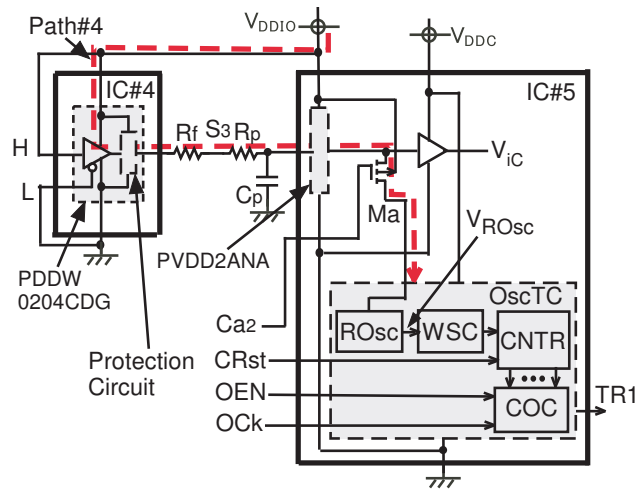 Path#4
VDDIO
VDDC
IC#4
IC#5
H
Rf
S3
Rp
ViC
L
Cp
Ma
PVDD2ANA
VROsc
PDDW
0204CDG
OscTC
Ca2
ROsc
WSC
CNTR
Protection
Circuit
CRst
OEN
COC
TR1
OCk